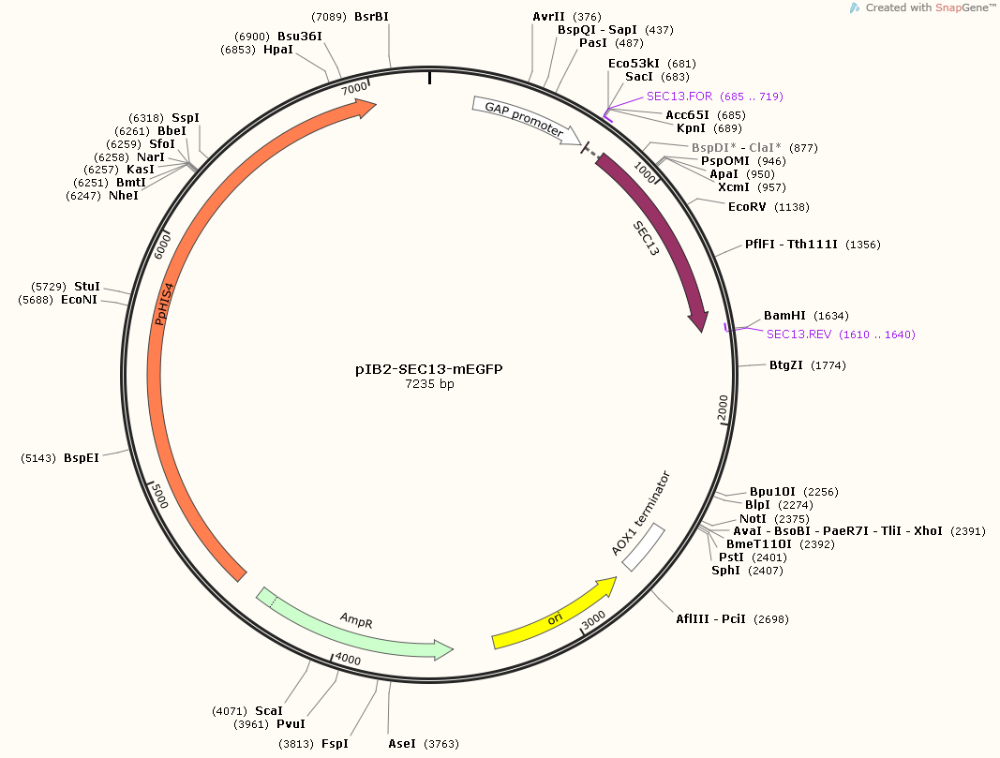 Created with SnapGene™
(7089) BsrBI
(6900) Bsu36I
(6853) HpaI
AvrII (376)
BspQI - SapI (437)
PasI (487)
Eco53kI (681)
SacI (683)
SEC13.FOR (685 .. 719)
Acc65I (685)
KpnI (689)
BspDI* - ClaI* (877)
PspOMI (946)
ApaI (950)
XcmI (957)
EcoRV (1138)
PflFI - Tth111I (1356)
BamHI (1634)
SEC13.REV (1610 .. 1640)
BtgZI (1774)
Bpu10I (2256)
BlpI (2274)
NotI (2375)
AvaI - BsoBI - PaeR7I - TliI - XhoI (2391)
BmeT110I (2392)
PstI (2401)
SphI (2407)
AflIII - PciI (2698)
AseI (3763)
(3813) FspI
(3961) PvuI
(4071) ScaI
(5143) BspEI
(5688) EcoNI
(5729) StuI
(6247) NheI
(6251) BmtI
(6257) KasI
(6258) NarI
(6259) SfoI
(6261) BbeI
(6318) SspI
GAP promoter
SEC13
AOX1 terminator
ori
AmpR
PpHIS4
1000
2000
3000
4000
5000
6000
7000
pIB2-SEC13-mEGFP
7235 bp